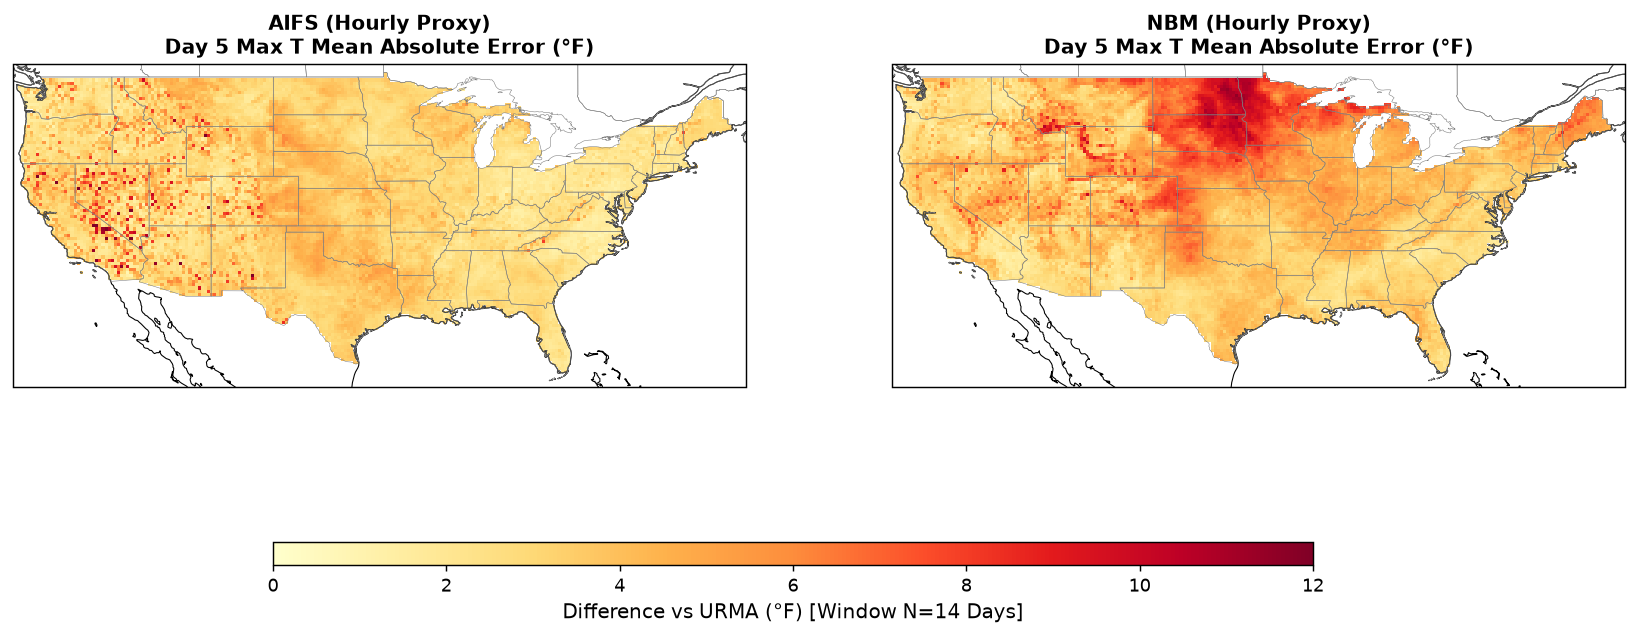 AIFS (Hourly Proxy)
Day 5 Max T Mean Absolute Error (°F)
NBM (Hourly Proxy)
Day 5 Max T Mean Absolute Error (°F)
0 2 4 6 8 10 12
Difference vs URMA (°F) [Window N=14 Days]